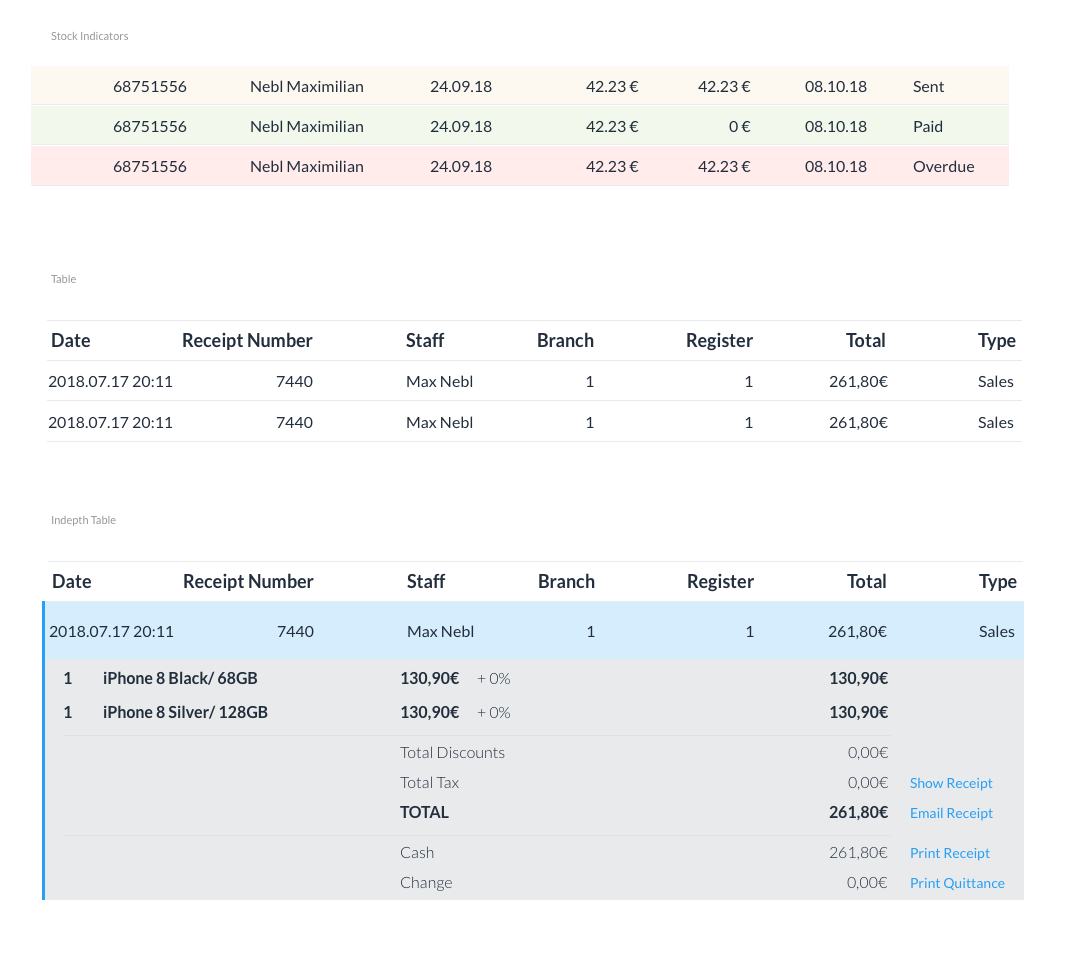 Stock Indicators
68751556 Nebl Maximilian 24.09.18 42.23 € 42.23 € 08.10.18 Sent
68751556 Nebl Maximilian 24.09.18 42.23 € 0 € 08.10.18 Paid
68751556 Nebl Maximilian 24.09.18 42.23 € 42.23 € 08.10.18 Overdue
Table
Date Receipt Number Staff Branch Register Total Type
2018.07.17 20:11 7440 Max Nebl 1 1 261,80€ Sales
2018.07.17 20:11 7440 Max Nebl 1 1 261,80€ Sales
Indepth Table
Date Receipt Number Staff Branch Register Total Type
2018.07.17 20:11 7440 Max Nebl 1 1 261,80€ Sales
1 iPhone 8 Black/ 68GB 130,90€ + 0% 130,90€
1 iPhone 8 Silver/ 128GB 130,90€ + 0% 130,90€
Total Discounts 0,00€
Total Tax 0,00€ Show Receipt
TOTAL 261,80€ Email Receipt
Cash 261,80€ Print Receipt
Change 0,00€ Print Quittance